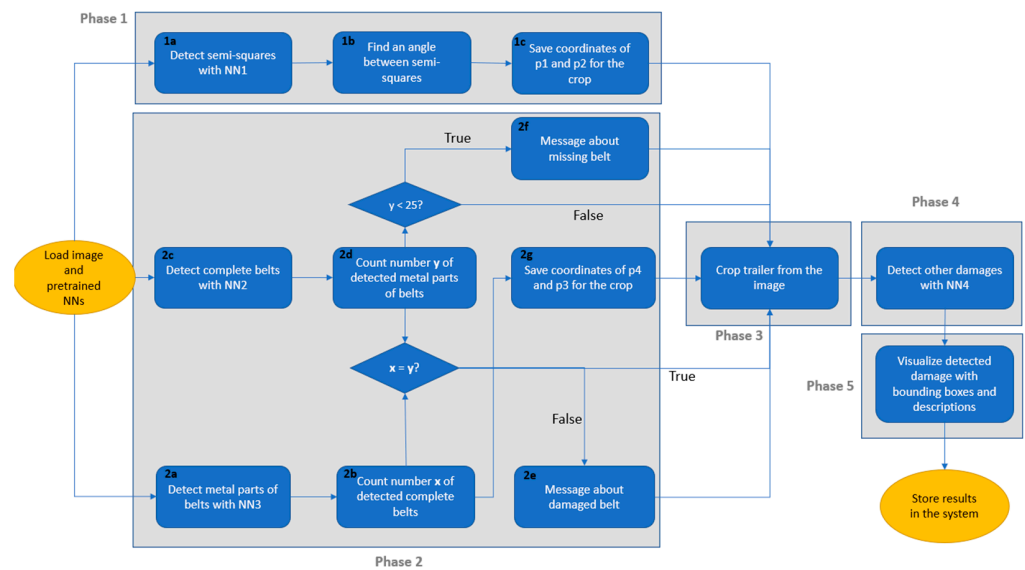 Phase 1
1a
Detect semi-squares
with NN1
1b
Find an angle
between semi-
squares
1c
Save coordinates of
p1 and p2 for the
crop
2f
Message about
missing belt
True
y < 25?
False
Load image
and
pretrained
NNs
2c
Detect complete belts
with NN2
2d
Count number y of
detected metal parts
of belts
2g
Save coordinates of p4
and p3 for the crop
Crop trailer from the
image
Phase 3
Phase 4
Detect other damages
with NN4
x = y?
True
False
Phase 5
Visualize detected
damage with
bounding boxes and
descriptions
2a
Detect metal parts of
belts with NN3
2b
Count number x of
detected complete
belts
2e
Message about
damaged belt
Store results
in the system
Phase 2